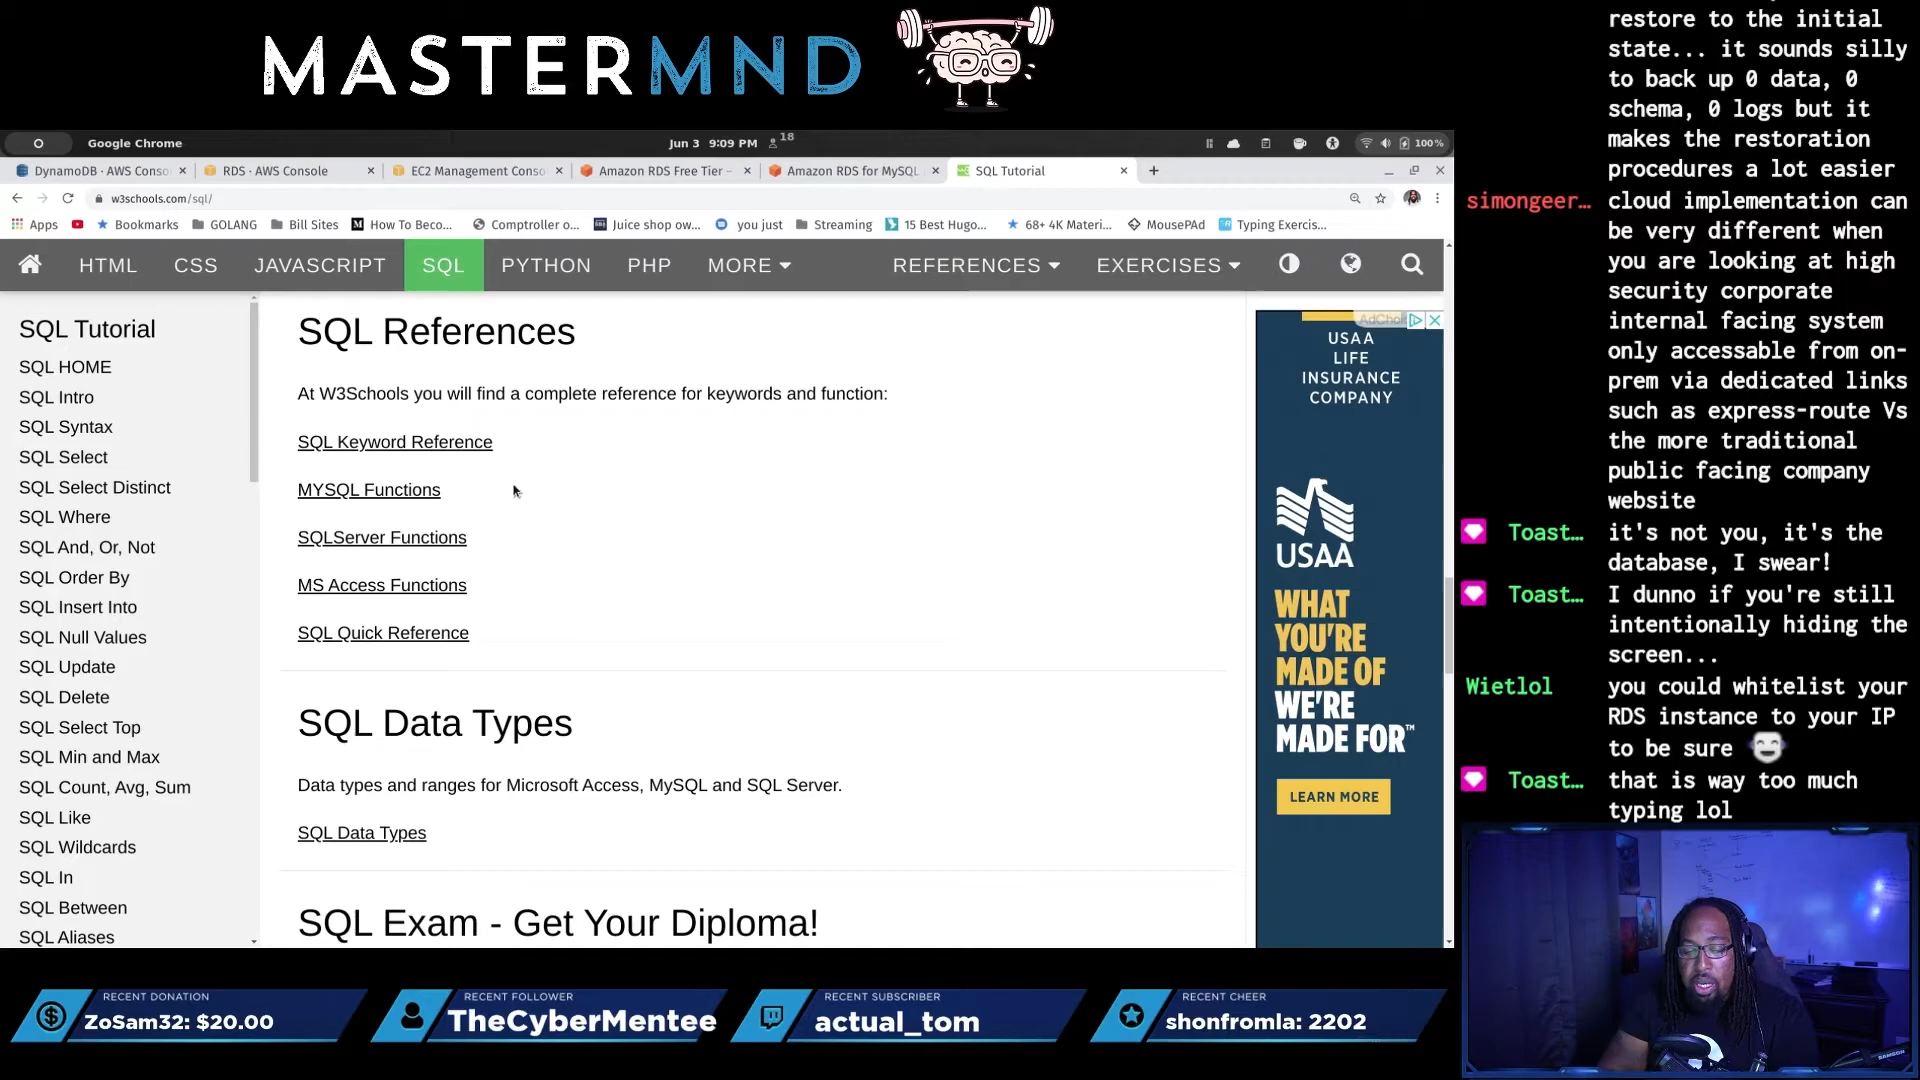 MASTERMND
Google Chrome
Jun 3 9:09 PM
18
100%
DynamoDB · AWS Conso
RDS · AWS Console
EC2 Management Conso
Amazon RDS Free Tier –
Amazon RDS for MySQL
SQL Tutorial
w3schools.com/sql/
Apps
Bookmarks
GOLANG
Bill Sites
How To Beco...
Comptroller o...
Juice shop ow...
you just
Streaming
15 Best Hugo...
68+ 4K Materi...
MousePAd
Typing Exercis...
HTML
CSS
JAVASCRIPT
SQL
PYTHON
PHP
MORE
REFERENCES
EXERCISES
SQL Tutorial
SQL HOME
SQL Intro
SQL Syntax
SQL Select
SQL Select Distinct
SQL Where
SQL And, Or, Not
SQL Order By
SQL Insert Into
SQL Null Values
SQL Update
SQL Delete
SQL Select Top
SQL Min and Max
SQL Count, Avg, Sum
SQL Like
SQL Wildcards
SQL In
SQL Between
SQL Aliases
SQL References
At W3Schools you will find a complete reference for keywords and function:
SQL Keyword Reference
MYSQL Functions
SQLServer Functions
MS Access Functions
SQL Quick Reference
SQL Data Types
Data types and ranges for Microsoft Access, MySQL and SQL Server.
SQL Data Types
SQL Exam - Get Your Diploma!
AdChoi
USAA
LIFE
INSURANCE
COMPANY
USAA
WHAT
YOU'RE
MADE OF
WE'RE
MADE FOR™
LEARN MORE
restore to the initial
state... it sounds silly
to back up 0 data, 0
schema, 0 logs but it
makes the restoration
procedures a lot easier
simongeer… cloud implementation can
be very different when
you are looking at high
security corporate
internal facing system
only accessable from on-
prem via dedicated links
such as express-route Vs
the more traditional
public facing company
website
Toast… it's not you, it's the
database, I swear!
Toast… I dunno if you're still
intentionally hiding the
screen...
Wietlol you could whitelist your
RDS instance to your IP
to be sure
Toast… that is way too much
typing lol
RECENT DONATION
ZoSam32: $20.00
RECENT FOLLOWER
TheCyberMentee
RECENT SUBSCRIBER
actual_tom
RECENT CHEER
shonfromla: 2202
SAMSON